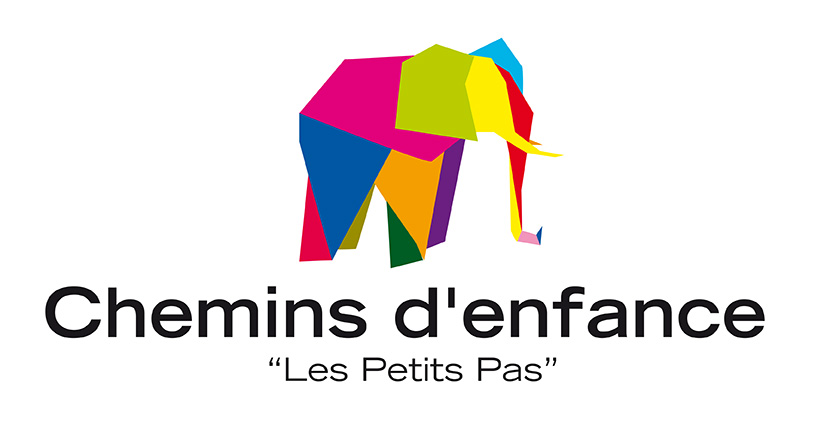 Chemins d'enfance
“Les Petits Pas”